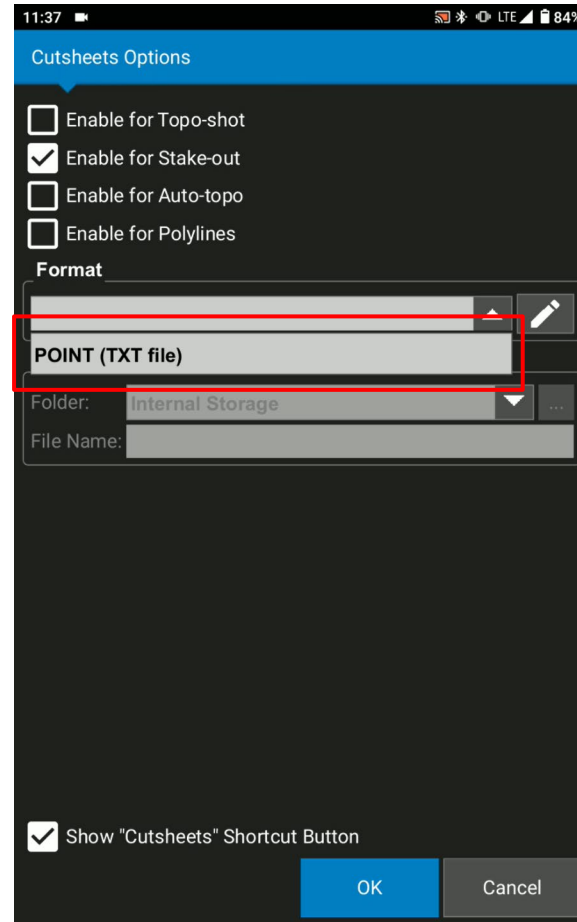 11:37 LTE 84%
Cutsheets Options
Enable for Topo-shot
Enable for Stake-out
Enable for Auto-topo
Enable for Polylines
Format
POINT (TXT file)
Folder: Internal Storage ...
File Name:
Show "Cutsheets" Shortcut Button
OK Cancel